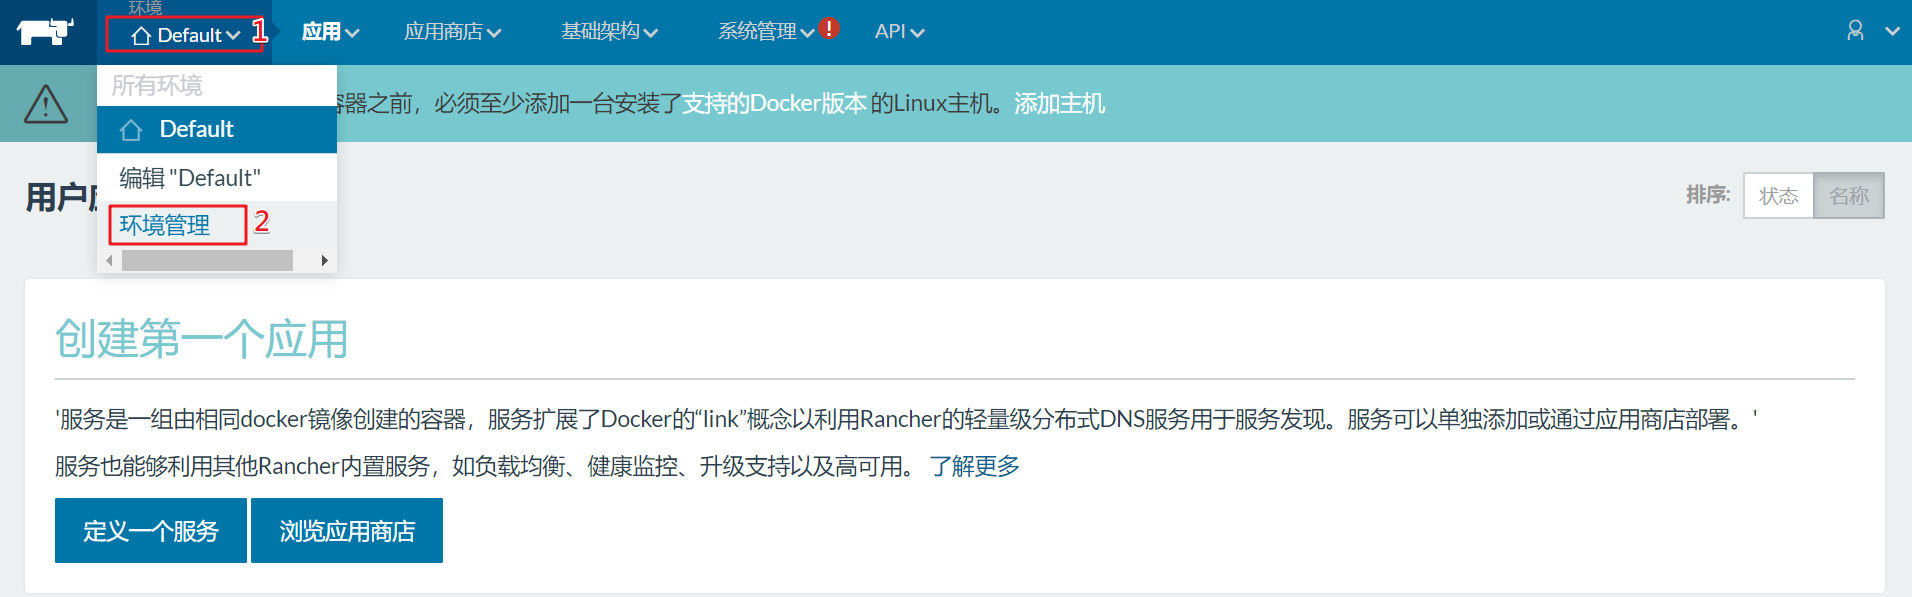 环境
Default 1 应用 应用商店 基础架构 系统管理 ! API
所有环境
容器之前，必须至少添加一台安装了支持的Docker版本 的Linux主机。添加主机
Default
编辑 "Default"
环境管理 2
用户
排序: 状态 名称
创建第一个应用
'服务是一组由相同docker镜像创建的容器，服务扩展了Docker的“link”概念以利用Rancher的轻量级分布式DNS服务用于服务发现。服务可以单独添加或通过应用商店部署。'
服务也能够利用其他Rancher内置服务，如负载均衡、健康监控、升级支持以及高可用。 了解更多
定义一个服务 浏览应用商店